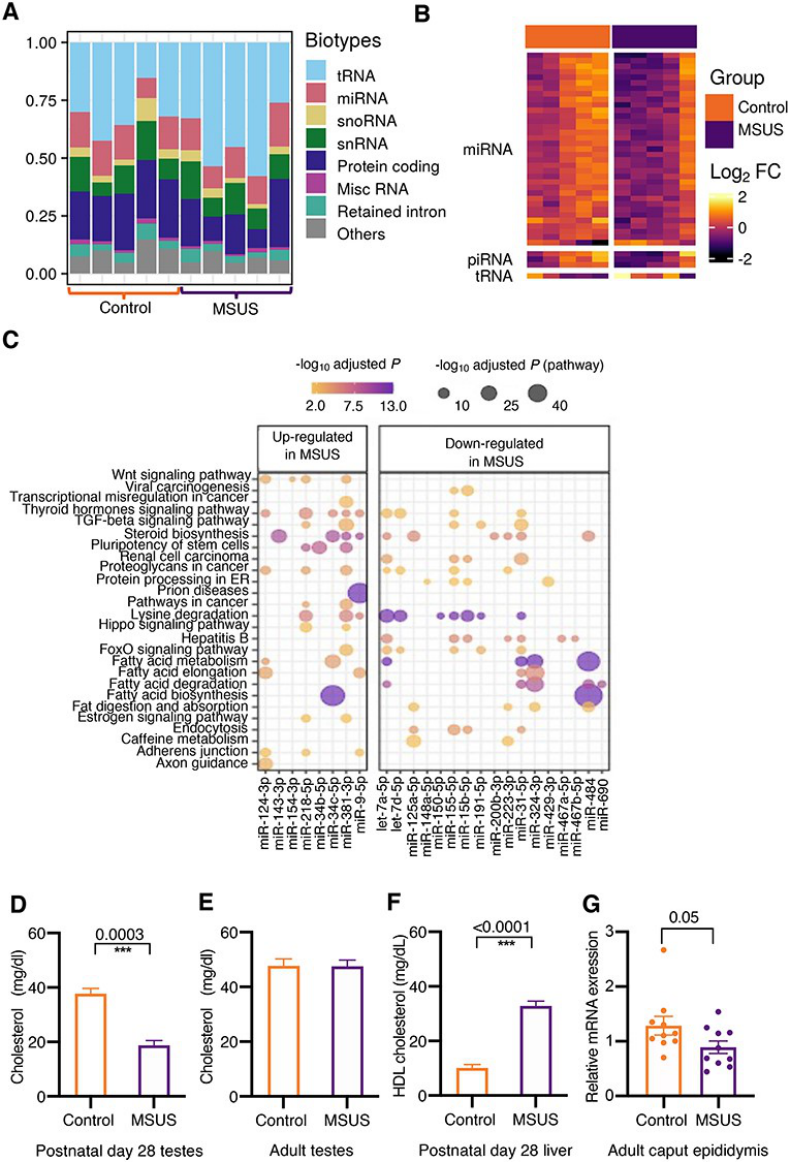 A
1.00
0.75
0.50
0.25
0.00
Control
MSUS
Biotypes
tRNA
miRNA
snoRNA
snRNA
Protein coding
Misc RNA
Retained intron
Others
B
miRNA
piRNA
tRNA
Group
Control
MSUS
Log2 FC
2
0
-2
C
-log10 adjusted P
2.0 7.5 13.0
-log10 adjusted P (pathway)
10 25 40
Up-regulated
in MSUS
Down-regulated
in MSUS
Wnt signaling pathway
Viral carcinogenesis
Transcriptional misregulation in cancer
Thyroid hormones signaling pathway
TGF-beta signaling pathway
Steroid biosynthesis
Pluripotency of stem cells
Renal cell carcinoma
Proteoglycans in cancer
Protein processing in ER
Prion diseases
Pathways in cancer
Lysine degradation
Hippo signaling pathway
Hepatitis B
FoxO signaling pathway
Fatty acid metabolism
Fatty acid elongation
Fatty acid degradation
Fatty acid biosynthesis
Fat digestion and absorption
Estrogen signaling pathway
Endocytosis
Caffeine metabolism
Adherens junction
Axon guidance
miR-124-3p
miR-143-3p
miR-154-3p
miR-218-5p
miR-34b-5p
miR-34c-5p
miR-381-3p
miR-9-5p
let-7a-5p
let-7d-5p
miR-125a-5p
miR-148a-5p
miR-150-5p
miR-155-5p
miR-15b-5p
miR-191-5p
miR-200b-3p
miR-223-3p
miR-31-5p
miR-324-3p
miR-429-3p
miR-467a-5p
miR-467b-5p
miR-484
miR-690
D
Cholesterol (mg/dl)
60
40
20
0
0.0003
***
Control
MSUS
Postnatal day 28 testes
E
Cholesterol (mg/dl)
60
40
20
0
Control
MSUS
Adult testes
F
HDL cholesterol (mg/dL)
60
40
20
0
<0.0001
***
Control
MSUS
Postnatal day 28 liver
G
Relative mRNA exression
3
2
1
0
0.05
Control
MSUS
Adult caput epididymis